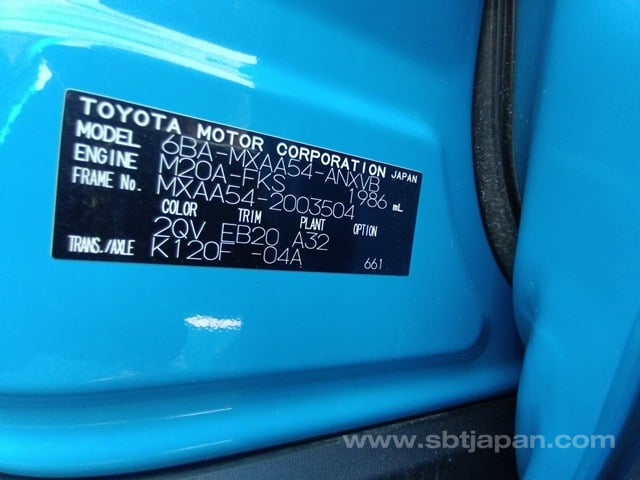 TOYOTA MOTOR CORPORATION JAPAN
MODEL 6BA-MXAA54-ANXVB
ENGINE M20A-FKS 1986 mL
FRAME No. MXAA54-2003504
COLOR TRIM PLANT OPTION
2QV EB20 A32
TRANS./AXLE K120F -04A
661
www.sbtjapan.com